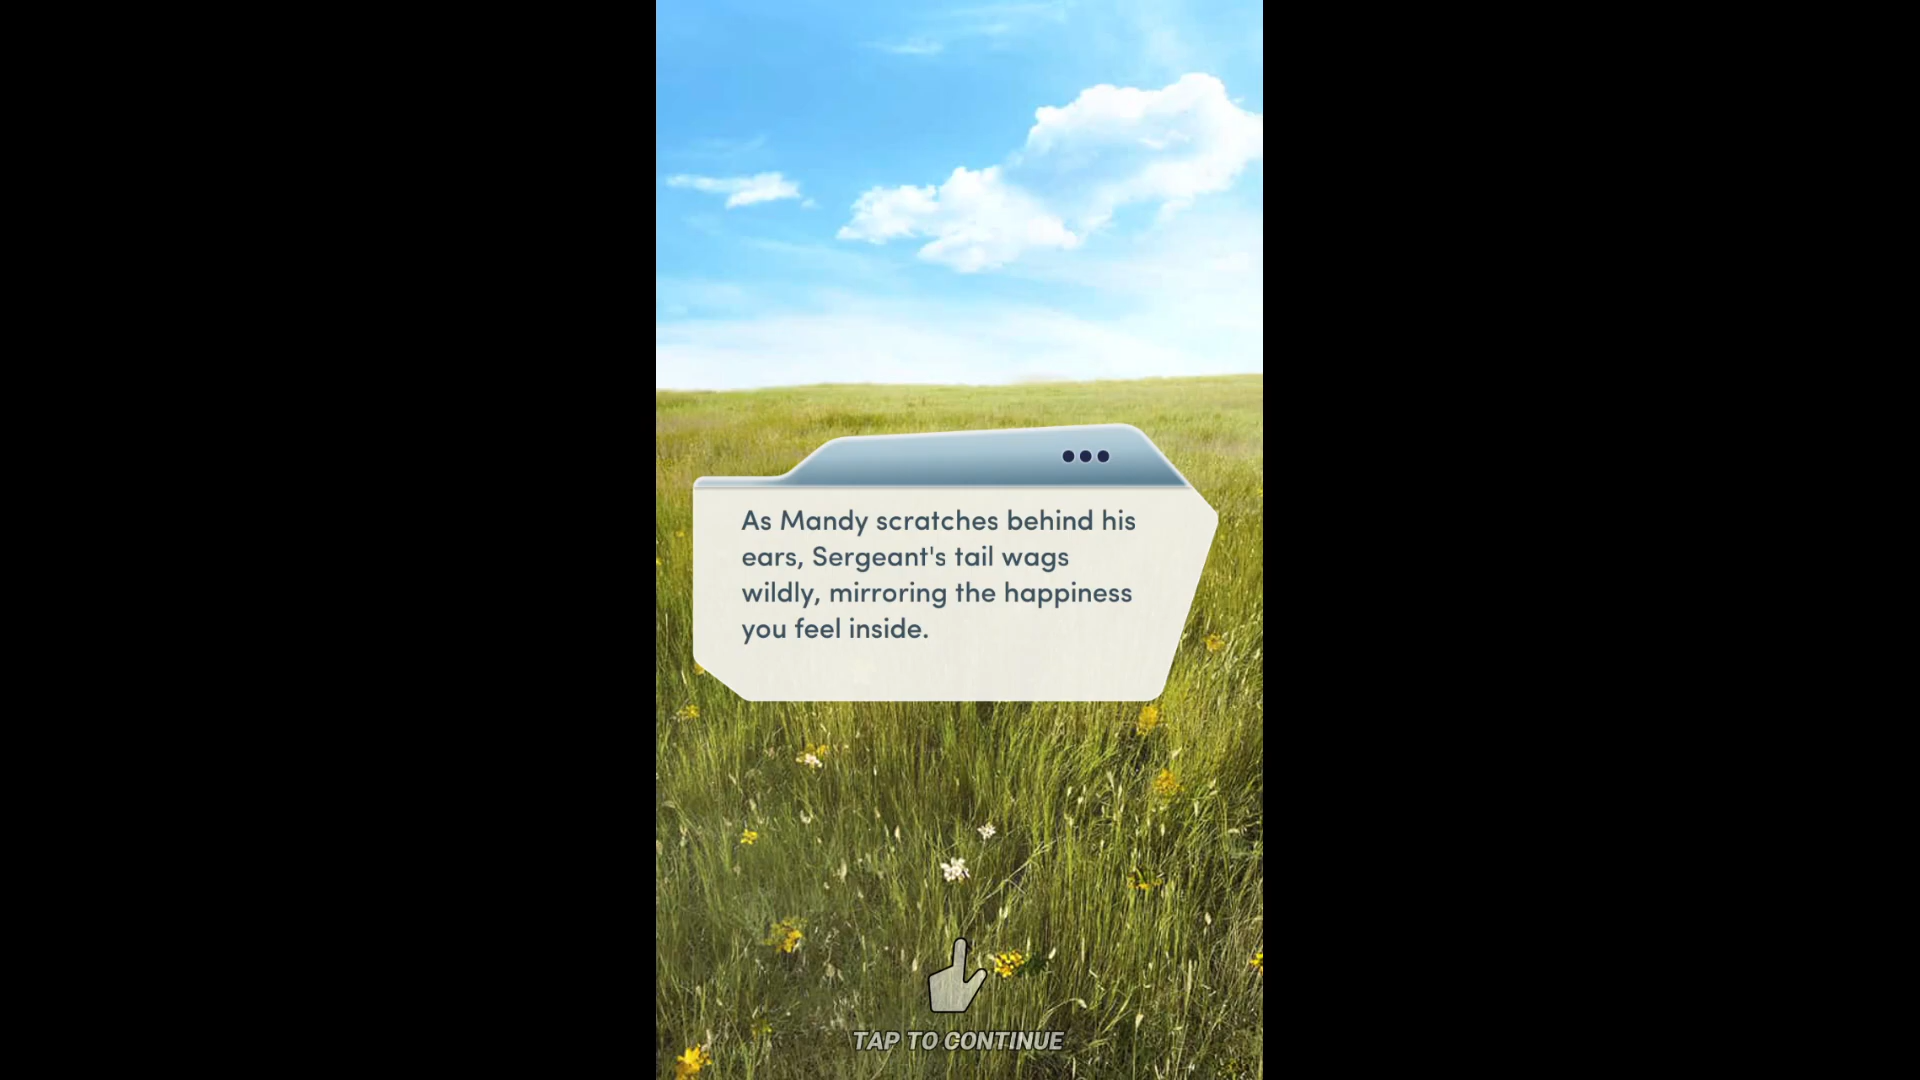 As Mandy scratches behind his
ears, Sergeant's tail wags
wildly, mirroring the happiness
you feel inside.
TAP TO CONTINUE